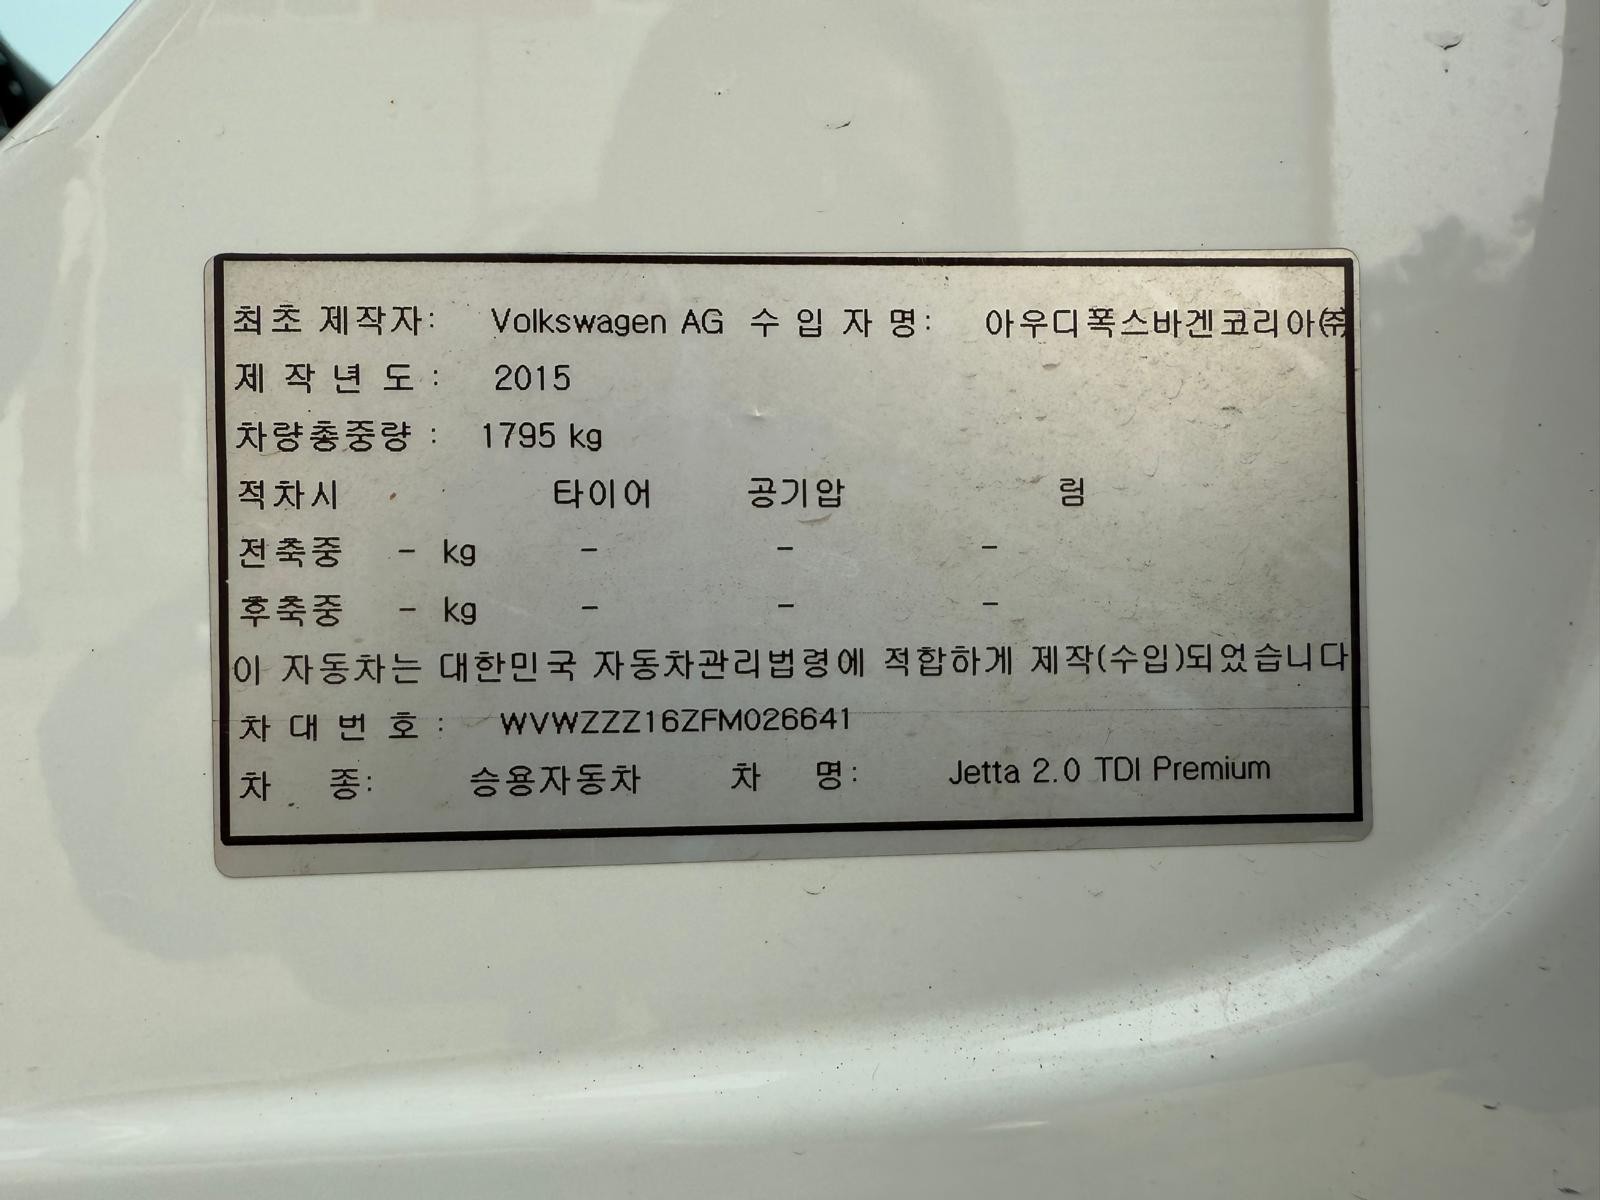 최초 제작자: Volkswagen AG 수 입 자 명: 아우디폭스바겐코리아㈜
제 작 년 도 : 2015
차량총중량 : 1795 kg
적차시 타이어 공기압 림
전축중 - kg - - -
후축중 - kg - - -
이 자동차는 대한민국 자동차관리법령에 적합하게 제작(수입)되었습니다
차 대 번 호 : WVWZZZ16ZFM026641
차 종: 승용자동차 차 명: Jetta 2.0 TDI Premium